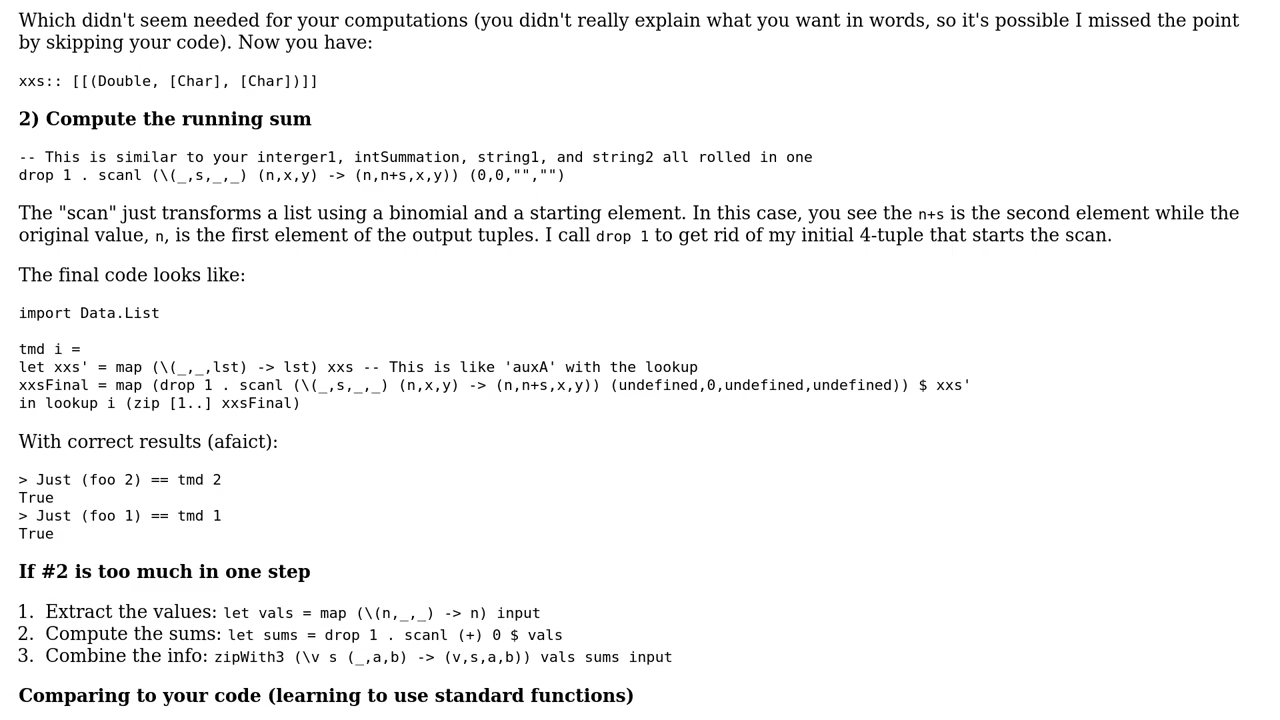 Which didn't seem needed for your computations (you didn't really explain what you want in words, so it's possible I missed the point
by skipping your code). Now you have:
xxs:: [[(Double, [Char], [Char])]]
2) Compute the running sum
-- This is similar to your interger1, intSummation, string1, and string2 all rolled in one
drop 1 . scanl (\(_,s,_,_) (n,x,y) -> (n,n+s,x,y)) (0,0,"","")
The "scan" just transforms a list using a binomial and a starting element. In this case, you see the n+s is the second element while the
original value, n, is the first element of the output tuples. I call drop 1 to get rid of my initial 4-tuple that starts the scan.
The final code looks like:
import Data.List
tmd i =
let xxs' = map (\(_,_,lst) -> lst) xxs -- This is like 'auxA' with the lookup
xxsFinal = map (drop 1 . scanl (\(_,s,_,_) (n,x,y) -> (n,n+s,x,y)) (undefined,0,undefined,undefined)) $ xxs'
in lookup i (zip [1..] xxsFinal)
With correct results (afaict):
> Just (foo 2) == tmd 2
True
> Just (foo 1) == tmd 1
True
If #2 is too much in one step
1. Extract the values: let vals = map (\(n,_,_) -> n) input
2. Compute the sums: let sums = drop 1 . scanl (+) 0 $ vals
3. Combine the info: zipWith3 (\v s (_,a,b) -> (v,s,a,b)) vals sums input
Comparing to your code (learning to use standard functions)